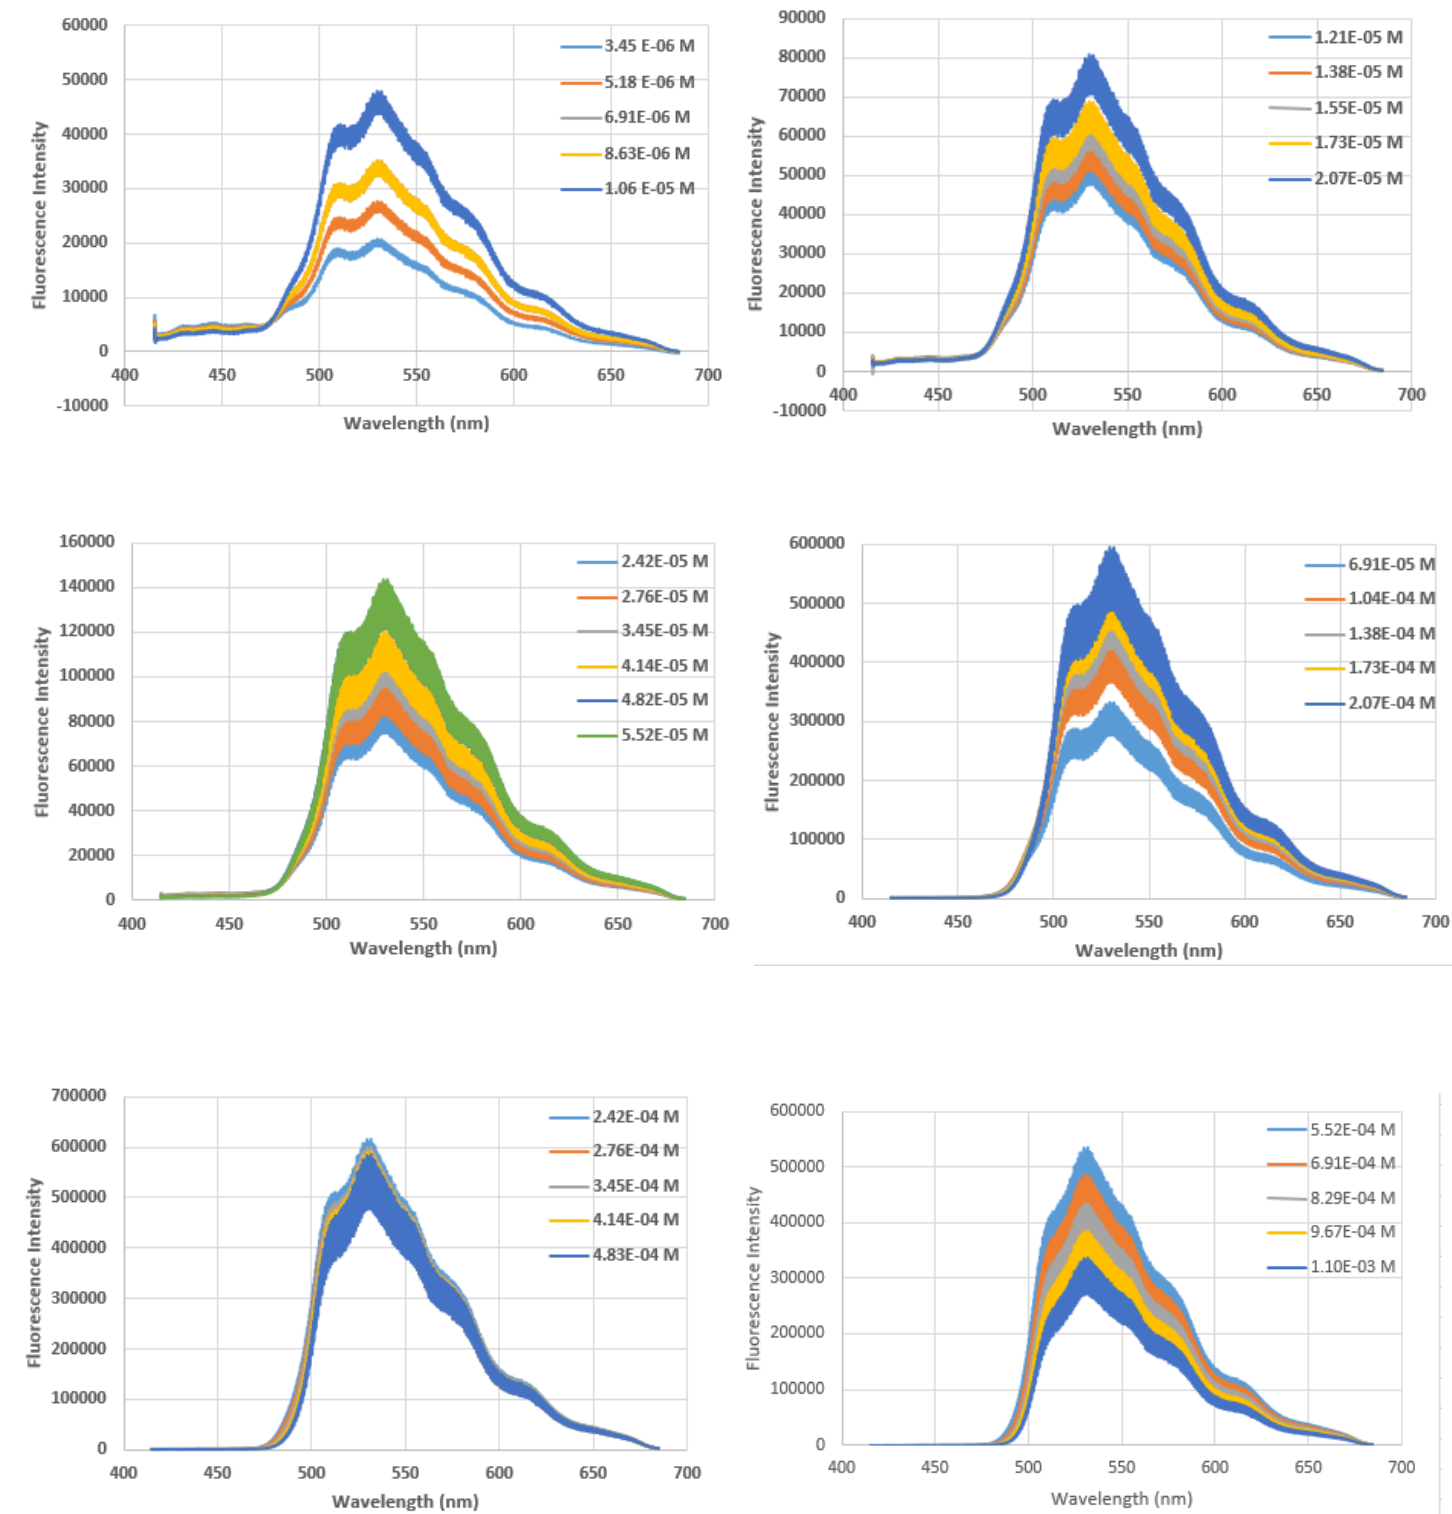 60000
50000
40000
30000
20000
10000
0
-10000
400 450 500 550 600 650 700
Fluorescence Intensity
Wavelength (nm)
3.45 E-06 M
5.18 E-06 M
6.91E-06 M
8.63E-06 M
1.06 E-05 M
90000
80000
70000
60000
50000
40000
30000
20000
10000
0
-10000
400 450 500 550 600 650 700
Fluorescence Intensity
Wavelength (nm)
1.21E-05 M
1.38E-05 M
1.55E-05 M
1.73E-05 M
2.07E-05 M
160000
140000
120000
100000
80000
60000
40000
20000
0
400 450 500 550 600 650 700
Fluorescence Intensity
Wavelength (nm)
2.42E-05 M
2.76E-05 M
3.45E-05 M
4.14E-05 M
4.82E-05 M
5.52E-05 M
600000
500000
400000
300000
200000
100000
0
400 450 500 550 600 650 700
Flurescence Intensity
Wavelength (nm)
6.91E-05 M
1.04E-04 M
1.38E-04 M
1.73E-04 M
2.07E-04 M
700000
600000
500000
400000
300000
200000
100000
0
400 450 500 550 600 650 700
Fluorescence Intensity
Wavelength (nm)
2.42E-04 M
2.76E-04 M
3.45E-04 M
4.14E-04 M
4.83E-04 M
600000
500000
400000
300000
200000
100000
0
400 450 500 550 600 650 700
Fluorescence Intensity
Wavelength (nm)
5.52E-04 M
6.91E-04 M
8.29E-04 M
9.67E-04 M
1.10E-03 M